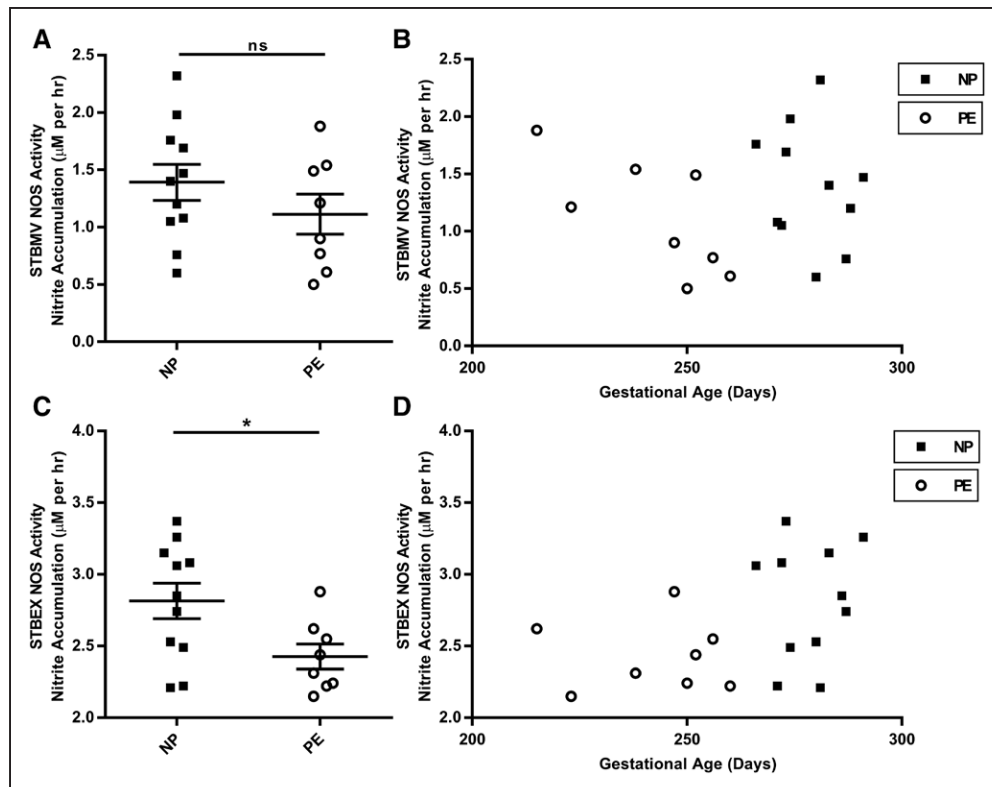 A
ns
STBMV NOS Activity
Nitrite Accumulation (μM per hr)
2.5
2.0
1.5
1.0
0.5
0.0
NP
PE
B
STBMV NOS Activity
Nitrite Accumulation (μM per hr)
2.5
2.0
1.5
1.0
0.5
0.0
200
250
300
Gestational Age (Days)
NP
PE
C
*
STBEX NOS Activity
Nitrite Accumulation (μM per hr)
4.0
3.5
3.0
2.5
2.0
NP
PE
D
STBEX NOS Activity
Nitrite Accumulation (μM per hr)
4.0
3.5
3.0
2.5
2.0
200
250
300
Gestational Age (Days)
NP
PE